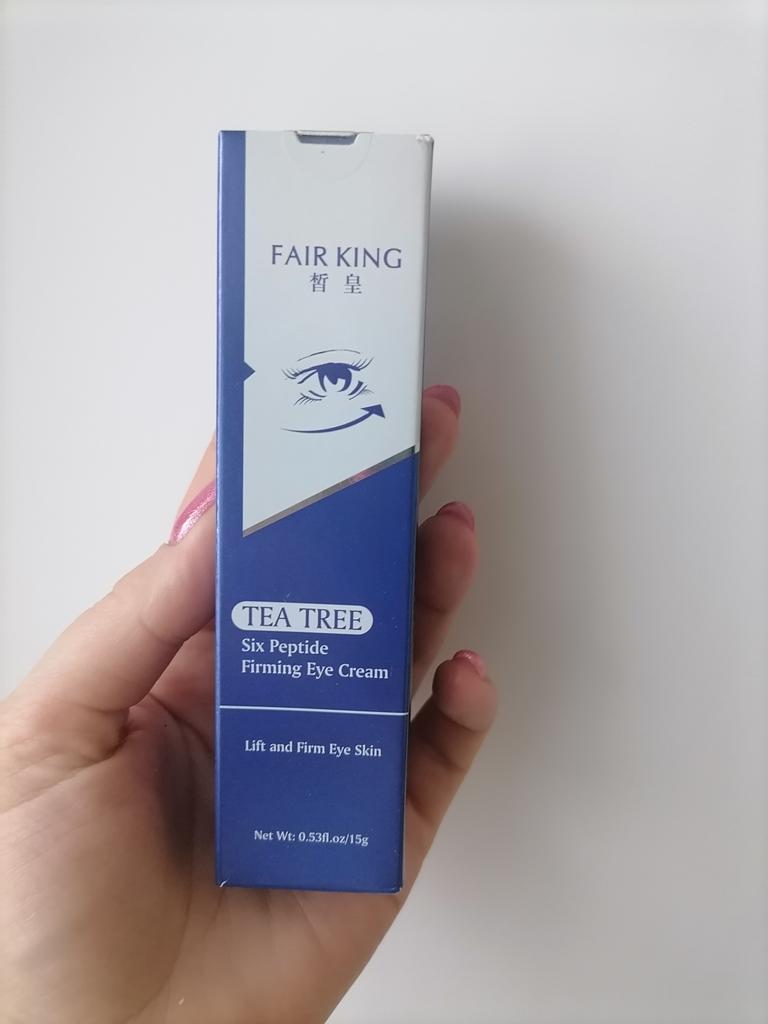 FAIR KING
皙皇
TEA TREE
Six Peptide
Firming Eye Cream
Lift and Firm Eye Skin
Net Wt: 0.53fl.oz/15g